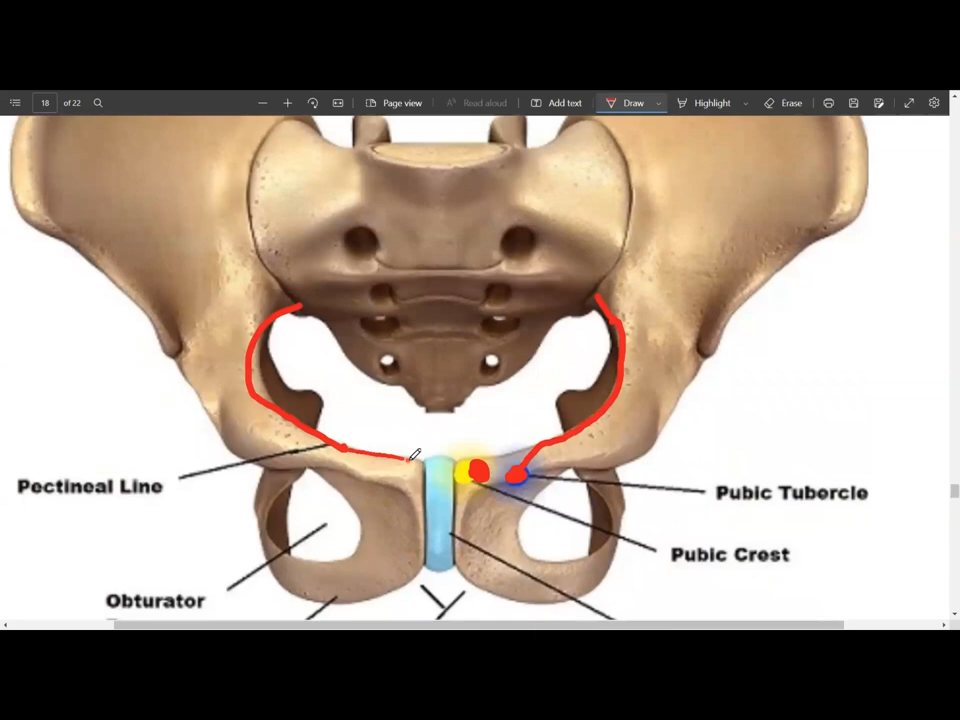 18 of 22 Page view Read aloud Add text Draw Highlight Erase
Pectineal Line
Pubic Tubercle
Pubic Crest
Obturator